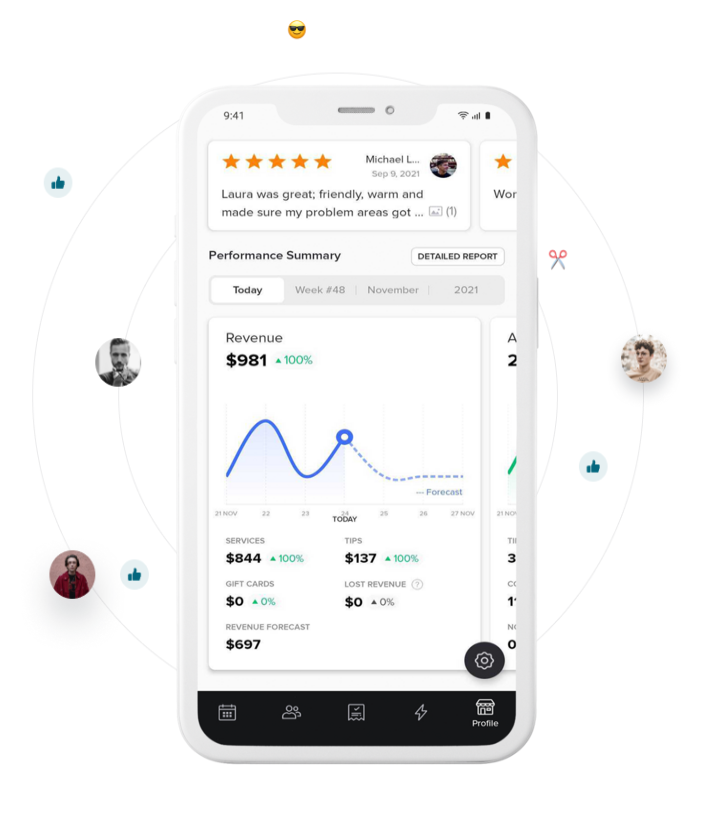 9:41
Michael L...
Sep 9, 2021
Laura was great; friendly, warm and
made sure my problem areas got ... (1)
Wor
Performance Summary
DETAILED REPORT
Today Week #48 November 2021
Revenue
$981 100%
A
2
Forecast
21 NOV 22 23 24 25 26 27 NOV
21 NOV
TODAY
SERVICES TIPS
$844 100% $137 100%
GIFT CARDS LOST REVENUE ?
$0 0% $0 0%
REVENUE FORECAST
$697
TI
3
C
1
N
0
Profile